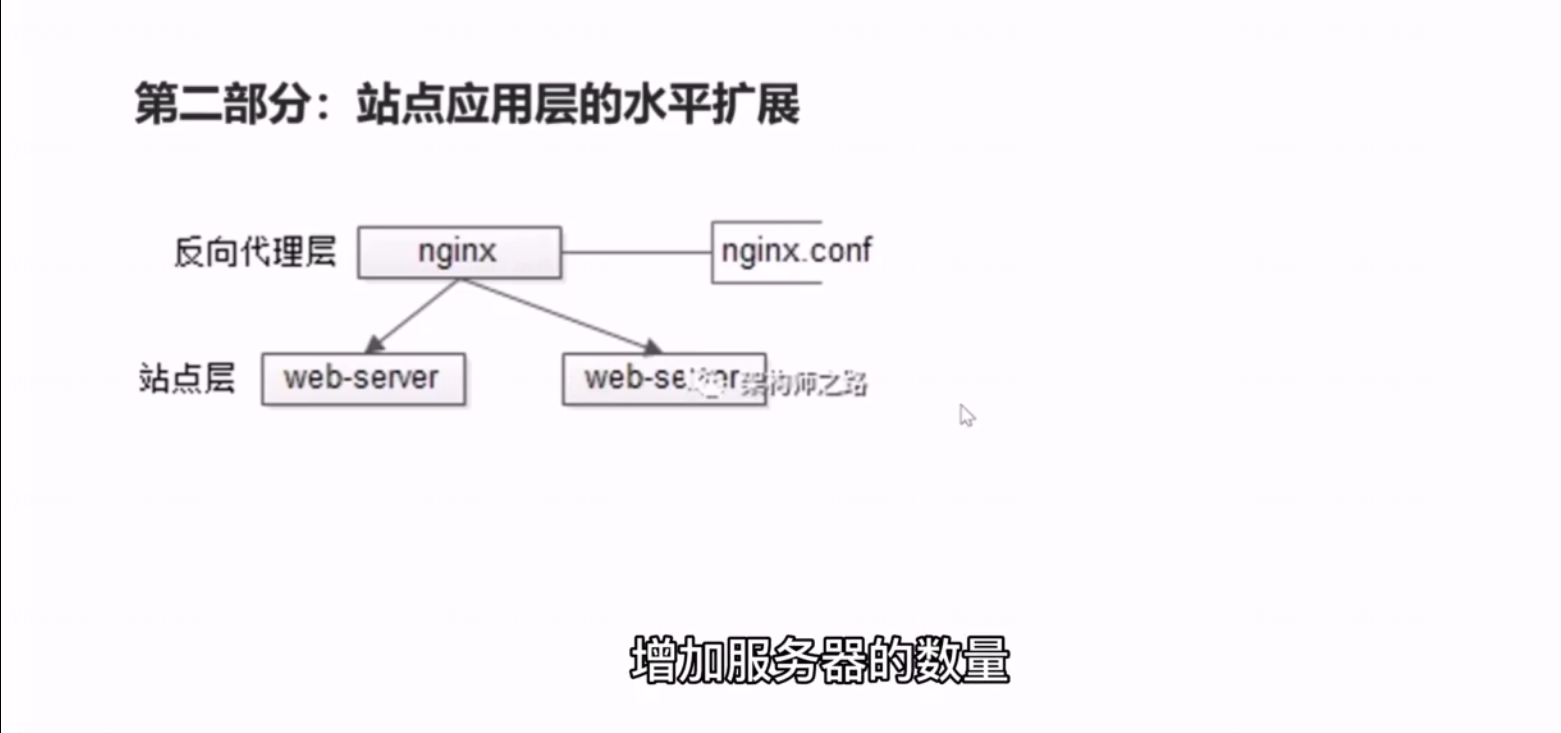 第二部分：站点应用层的水平扩展
反向代理层 nginx nginx.conf
站点层 web-server web-server 架构师之路
增加服务器的数量